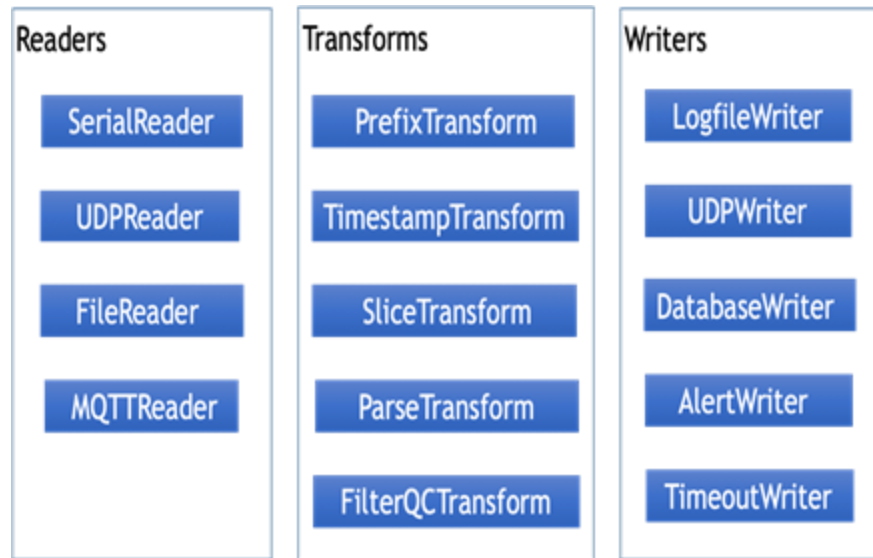 Readers
SerialReader
UDPReader
FileReader
MQTTReader
Transforms
PrefixTransform
TimestampTransform
SliceTransform
ParseTransform
FilterQCTransform
Writers
LogfileWriter
UDPWriter
DatabaseWriter
AlertWriter
TimeoutWriter